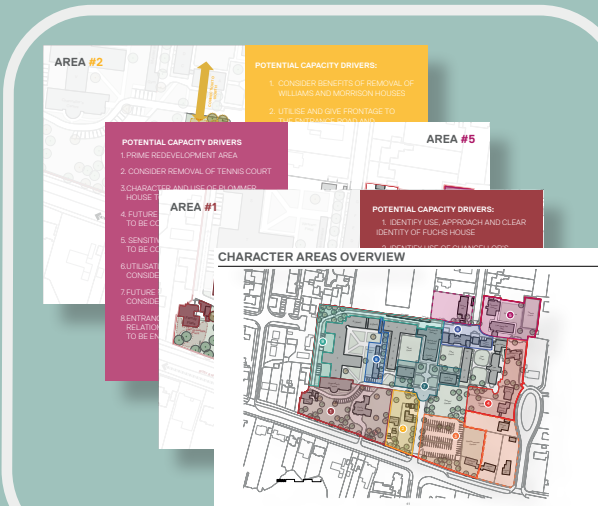 AREA #2
POTENTIAL CAPACITY DRIVERS:
1. CONSIDER BENEFITS OF REMOVAL OF
WILLIAMS AND MORRISON HOUSES
2. UTILISE AND GIVE FRONTAGE TO
THE ENTRANCE ROAD AND
POTENTIAL CAPACITY DRIVERS
1. PRIME REDEVELOPMENT AREA
2. CONSIDER REMOVAL OF TENNIS COURT
3. CHARACTER AND USE OF PLOMMER
HOUSE T
4. FUTURE
TO BE CO
5. SENSITIV
TO BE CO
6. UTILISATI
CONSIDE
7. FUTURE
CONSIDE
8. ENTRANC
RELATION
TO BE EN
AREA #5
AREA #1
POTENTIAL CAPACITY DRIVERS:
1. IDENTIFY USE, APPROACH AND CLEAR
IDENTITY OF FUCHS HOUSE
2. IDENTIFY USE OF CHANCELLOR'S
CHARACTER AREAS OVERVIEW